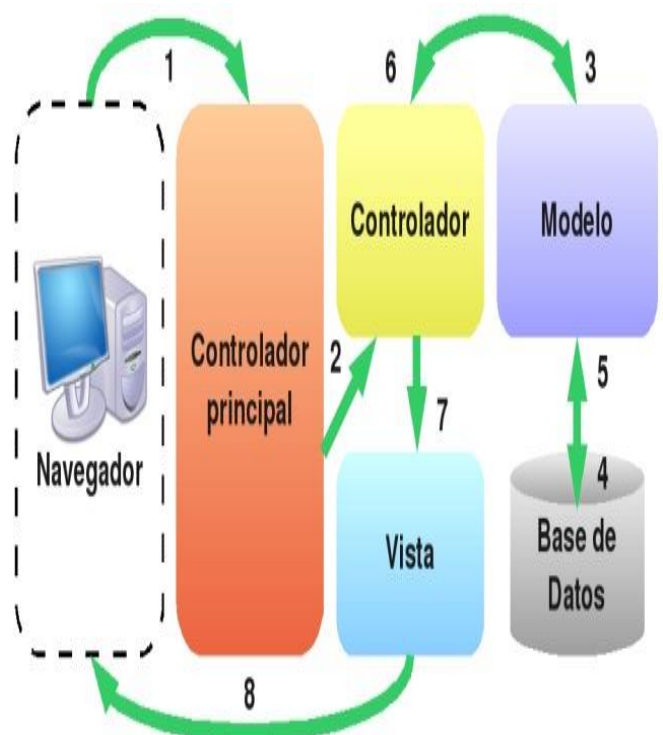 1
6
3
Controlador
Modelo
Controlador
principal
2
5
Navegador
7
4
Vista
Base de
Datos
8